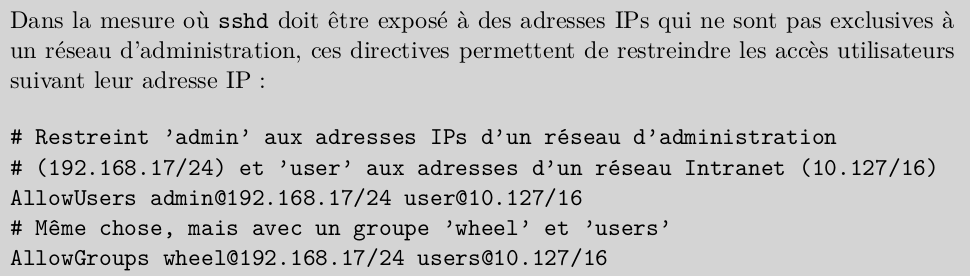 Dans la mesure où sshd doit être exposé à des adresses IPs qui ne sont pas exclusives à
un réseau d'administration, ces directives permettent de restreindre les accès utilisateurs
suivant leur adresse IP :
# Restreint 'admin' aux adresses IPs d'un réseau d'administration
# (192.168.17/24) et 'user' aux adresses d'un réseau Intranet (10.127/16)
AllowUsers admin@192.168.17/24 user@10.127/16
# Même chose, mais avec un groupe 'wheel' et 'users'
AllowGroups wheel@192.168.17/24 users@10.127/16